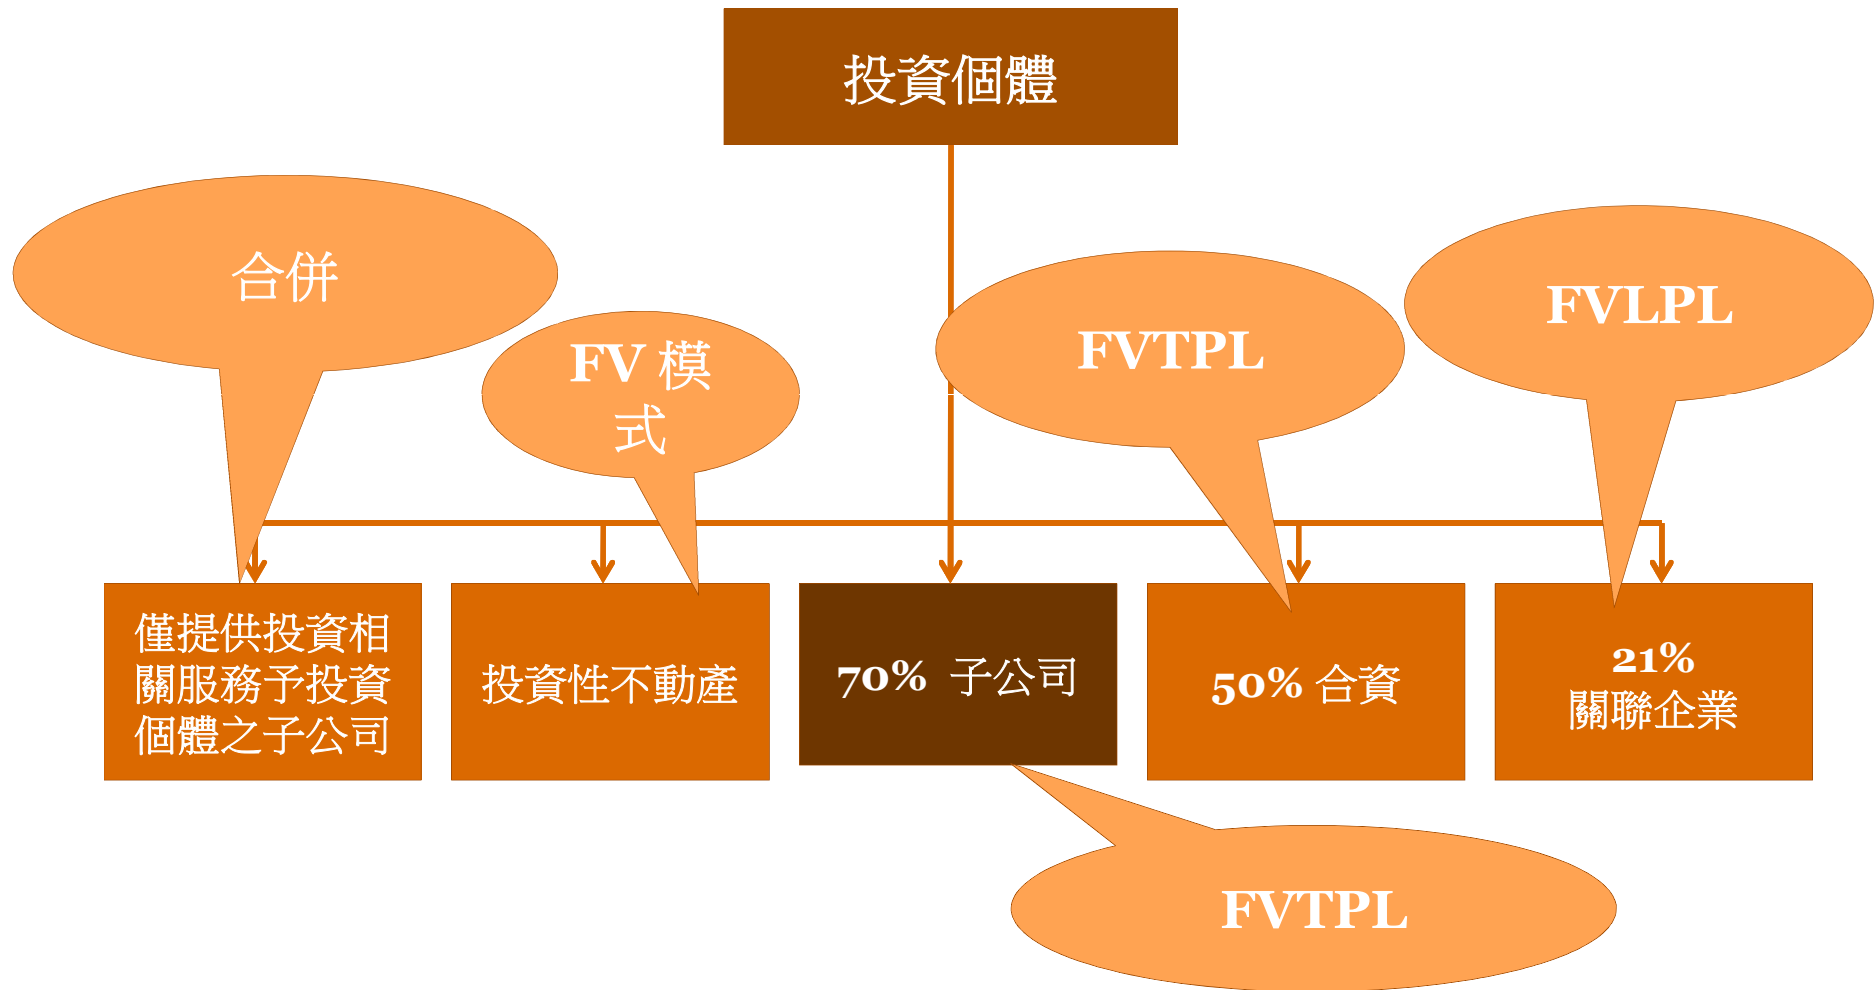 投資個體
合併
FV 模
式
FVTPL
FVLPL
僅提供投資相
關服務予投資
個體之子公司
投資性不動產
70% 子公司
50% 合資
21%
關聯企業
FVTPL